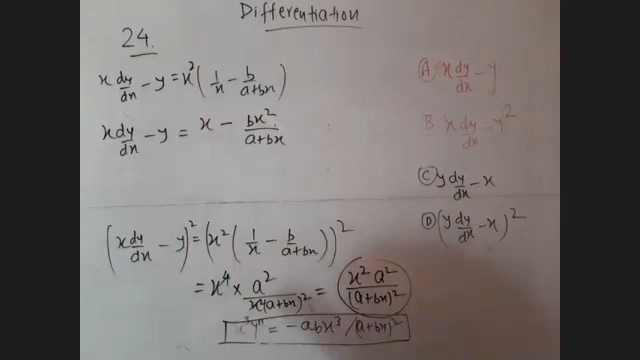 Differentiation
24.
x dy/dx - y = x²(1/x - b/(a+bx))
x dy/dx - y = x - bx²/(a+bx)
(A) x dy/dx - y
B x dy/dx - y²
(C) y dy/dx - x
(D) (y dy/dx - x)²
(x dy/dx - y)² = (x²(1/x - b/(a+bx)))²
= x⁴ × a²/(x²(a+bx)²) = x²a²/(a+bx)²
y'' = -abx³/(a+bx)²